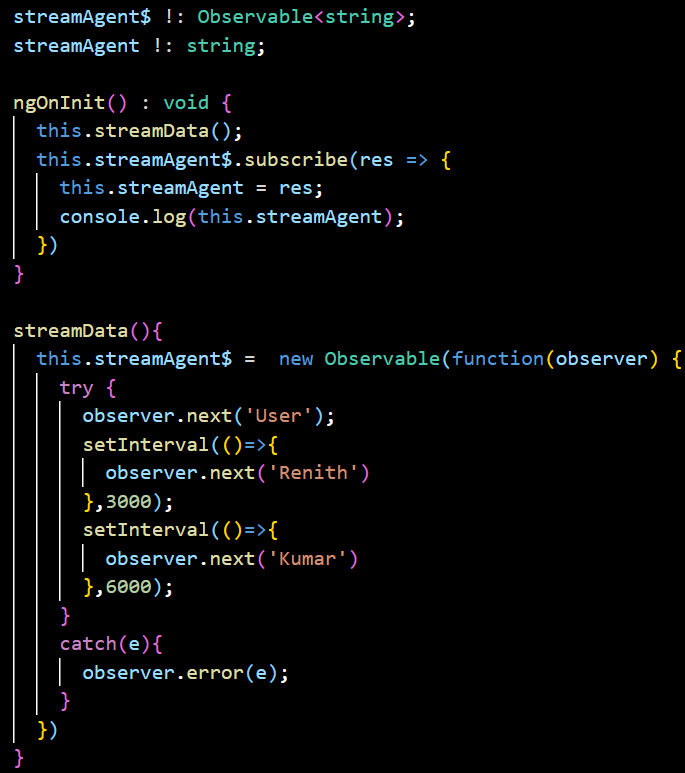 streamAgent$ !: Observable<string>;
streamAgent !: string;

ngOnInit() : void {
  this.streamData();
  this.streamAgent$.subscribe(res => {
    this.streamAgent = res;
    console.log(this.streamAgent);
  })
}

streamData(){
  this.streamAgent$ =  new Observable(function(observer) {
    try {
      observer.next('User');
      setInterval(()=>{
        observer.next('Renith')
      },3000);
      setInterval(()=>{
        observer.next('Kumar')
      },6000);
    }
    catch(e){
      observer.error(e);
    }
  })
}